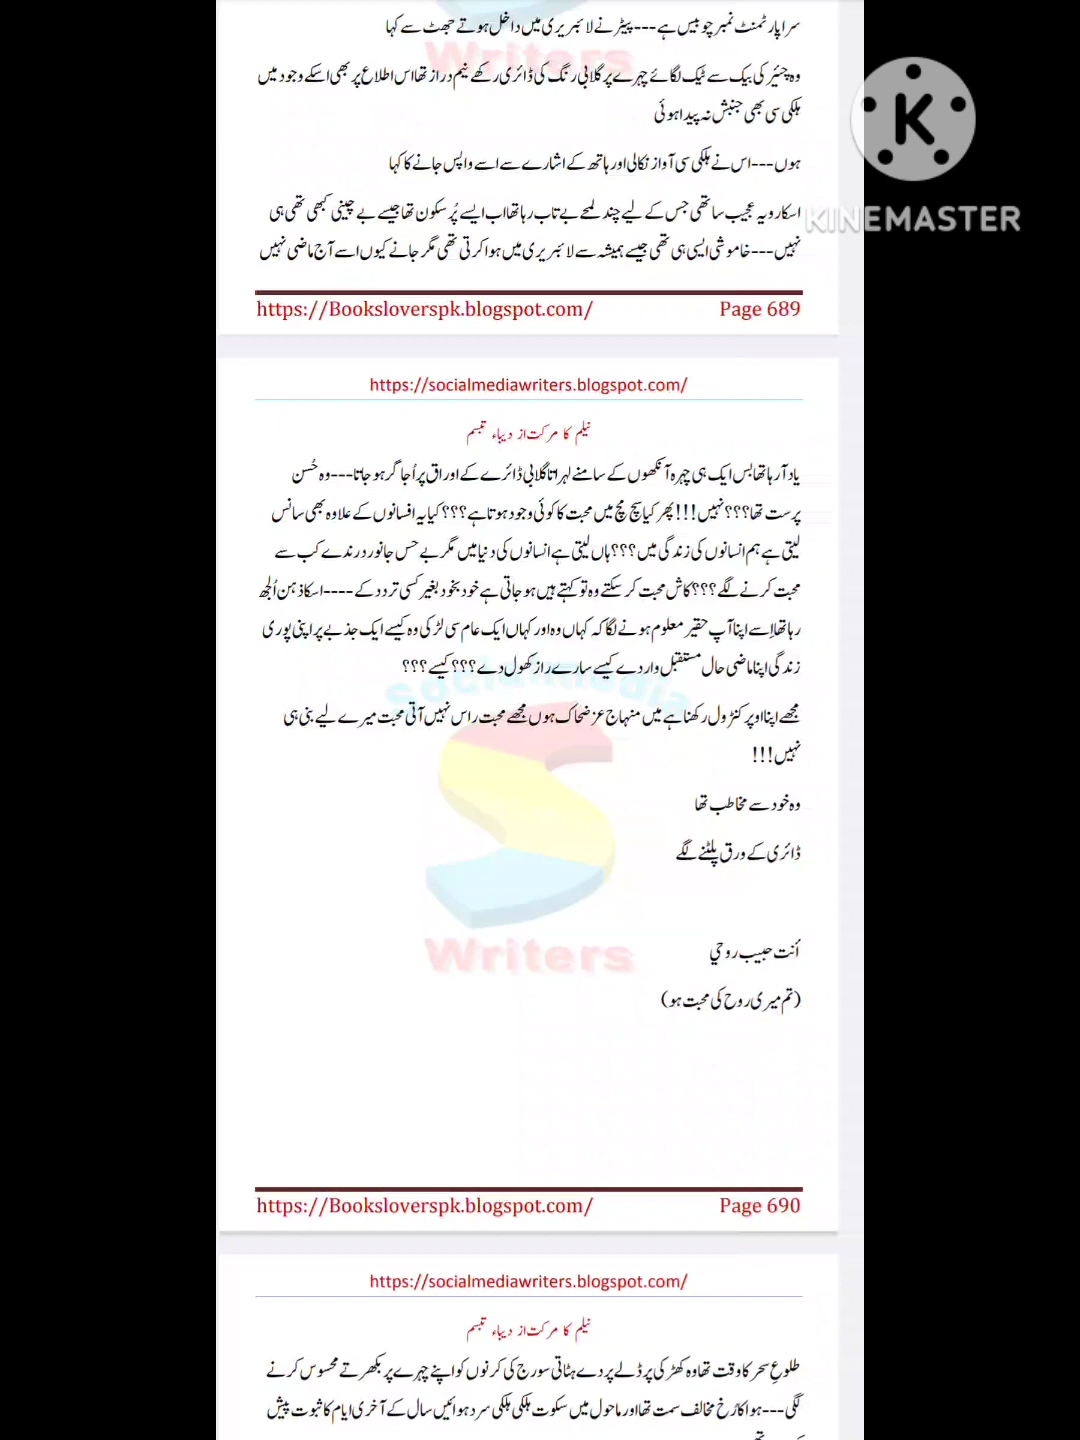 سر اپارٹمنٹ نمبر چوبیس ہے---پیٹر نے لائبریری میں داخل ہوتے جھٹ سے کہا
Writers
وہ چئیر کی بیک سے ٹیک لگائے چہرے پر گلابی رنگ کی ڈائری رکھے نیم دراز تھا اس اطلاع پر بھی اسکے وجود میں
ہلکی سی بھی جنبش نہ پیدا ہوئی
K
ہوں---اس نے ہلکی سی آواز نکالی اور ہاتھ کے اشارے سے اسے واپس جانے کا کہا
KINEMASTER
اسکا رویہ عجیب سا تھی جس کے لیے چند لمحے بے تاب رہا تھا اب ایسے پُر سکون تھا جیسے بے چینی کبھی تھی ہی
نہیں---خاموشی ایسی ہی تھی جیسے ہمیشہ سے لائبریری میں ہوا کرتی تھی مگر جانے کیوں اسے آج ماضی نہیں
https://Booksloverspk.blogspot.com/ Page 689
https://socialmediawriters.blogspot.com/
نیلم کا مرکت از دیباء تبسم
یاد آرہا تھا بس ایک ہی چہرہ آنکھوں کے سامنے لہراتا گلابی ڈائرے کے اوراق پر اُجاگر ہو جاتا---وہ حُسن
پرست تھا؟؟؟ نہیں!!! پھر کیا سچ مچ میں محبت کا کوئی وجود ہوتا ہے؟؟؟ کیا یہ افسانوں کے علاوہ بھی سانس
لیتی ہے ہم انسانوں کی زندگی میں؟؟؟ ہاں لیتی ہے انسانوں کی دنیا میں مگر بے حس جانور درندے کب سے
محبت کرنے لگے؟؟؟ کاش محبت کر سکتے وہ تو کہتے ہیں ہو جاتی ہے خود بخود بغیر کسی تردد کے----اسکا ذہن اُلجھ
رہا تھا اِسے اپنا آپ حقیر معلوم ہونے لگا کہ کہاں وہ اور کہاں ایک عام سی لڑکی وہ کیسے ایک جذبے پر اپنی پوری
زندگی اپنا ماضی حال مستقبل وار دے کیسے سارے راز کھول دے؟؟؟ کیسے؟؟؟
Socialmedia
مجھے اپنا اوپر کنٹرول رکھنا ہے میں منہاج عز ضحاک ہوں مجھے محبت راس نہیں آتی محبت میرے لیے بنی ہی
نہیں!!!
وہ خود سے مخاطب تھا
ڈائری کے ورق پلٹنے لگے
أنت حبيب روحي
Writers
(تم میری روح کی محبت ہو)
https://Booksloverspk.blogspot.com/ Page 690
https://socialmediawriters.blogspot.com/
نیلم کا مرکت از دیباء تبسم
طلوعِ سحر کا وقت تھا وہ کھڑکی پر ڈلے پردے ہٹاتی سورج کی کرنوں کو اپنے چہرے پر بکھرتے محسوس کرنے
لگی---ہوا کا رُخ مخالف سمت تھا اور ماحول میں سکوت ہلکی ہلکی سرد ہوائیں سال کے آخری ایام کا ثبوت پیش